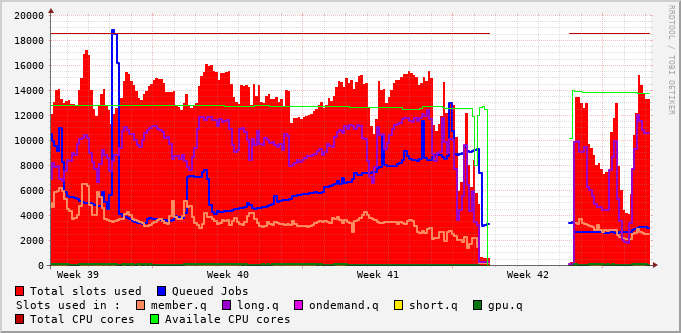 20000
18000
16000
14000
12000
10000
8000
6000
4000
2000
0
Week 39 Week 40 Week 41 Week 42
RRDTOOL / TOBI OETIKER
Total slots used Queued Jobs
Slots used in : member.q long.q ondemand.q short.q gpu.q
Total CPU cores Availale CPU cores